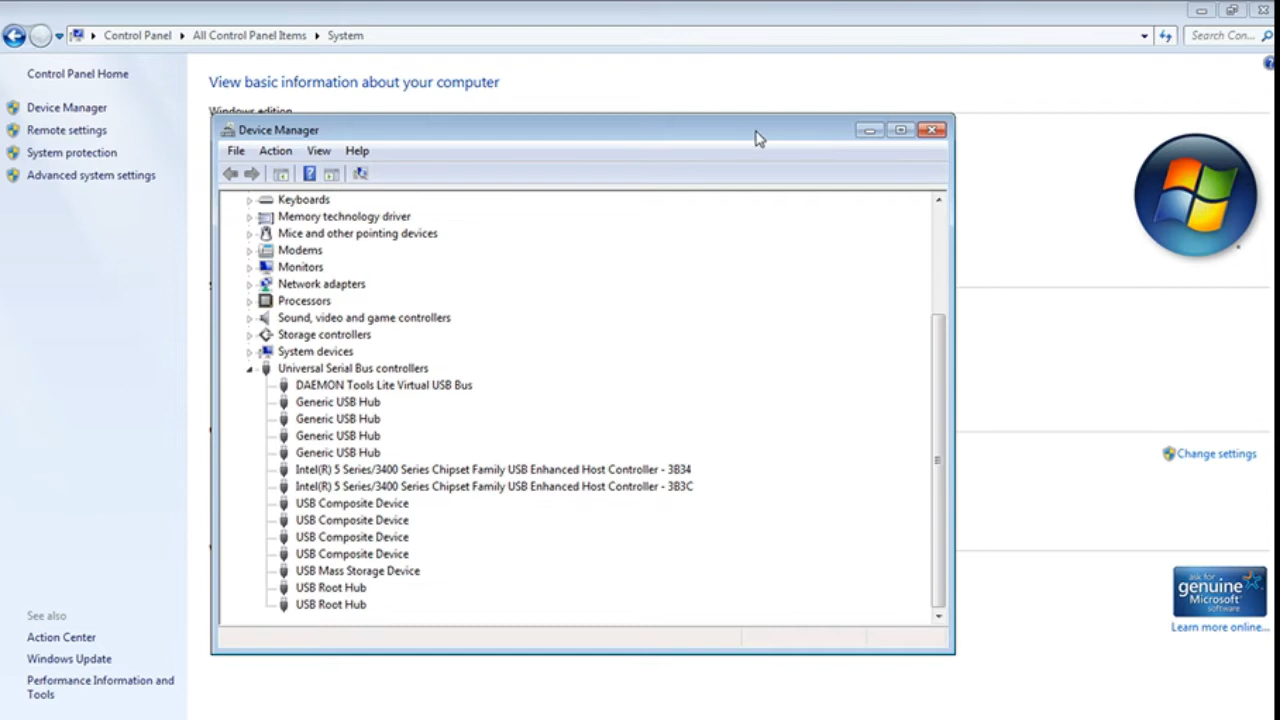 Control Panel All Control Panel Items System
Search Con...
Control Panel Home
Device Manager
Remote settings
System protection
Advanced system settings
See also
Action Center
Windows Update
Performance Information and
Tools
View basic information about your computer
Windows edition
Device Manager
File Action View Help
Keyboards
Memory technology driver
Mice and other pointing devices
Modems
Monitors
Network adapters
Processors
Sound, video and game controllers
Storage controllers
System devices
Universal Serial Bus controllers
DAEMON Tools Lite Virtual USB Bus
Generic USB Hub
Generic USB Hub
Generic USB Hub
Generic USB Hub
Intel(R) 5 Series/3400 Series Chipset Family USB Enhanced Host Controller - 3B34
Intel(R) 5 Series/3400 Series Chipset Family USB Enhanced Host Controller - 3B3C
USB Composite Device
USB Composite Device
USB Composite Device
USB Composite Device
USB Mass Storage Device
USB Root Hub
USB Root Hub
Change settings
ask for
genuine
Microsoft
software
Learn more online...